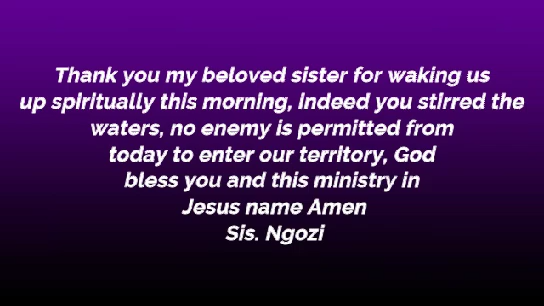 Thank you my beloved sister for waking us
up spiritually this morning, indeed you stirred the
waters, no enemy is permitted from
today to enter our territory, God
bless you and this ministry in
Jesus name Amen
Sis. Ngozi